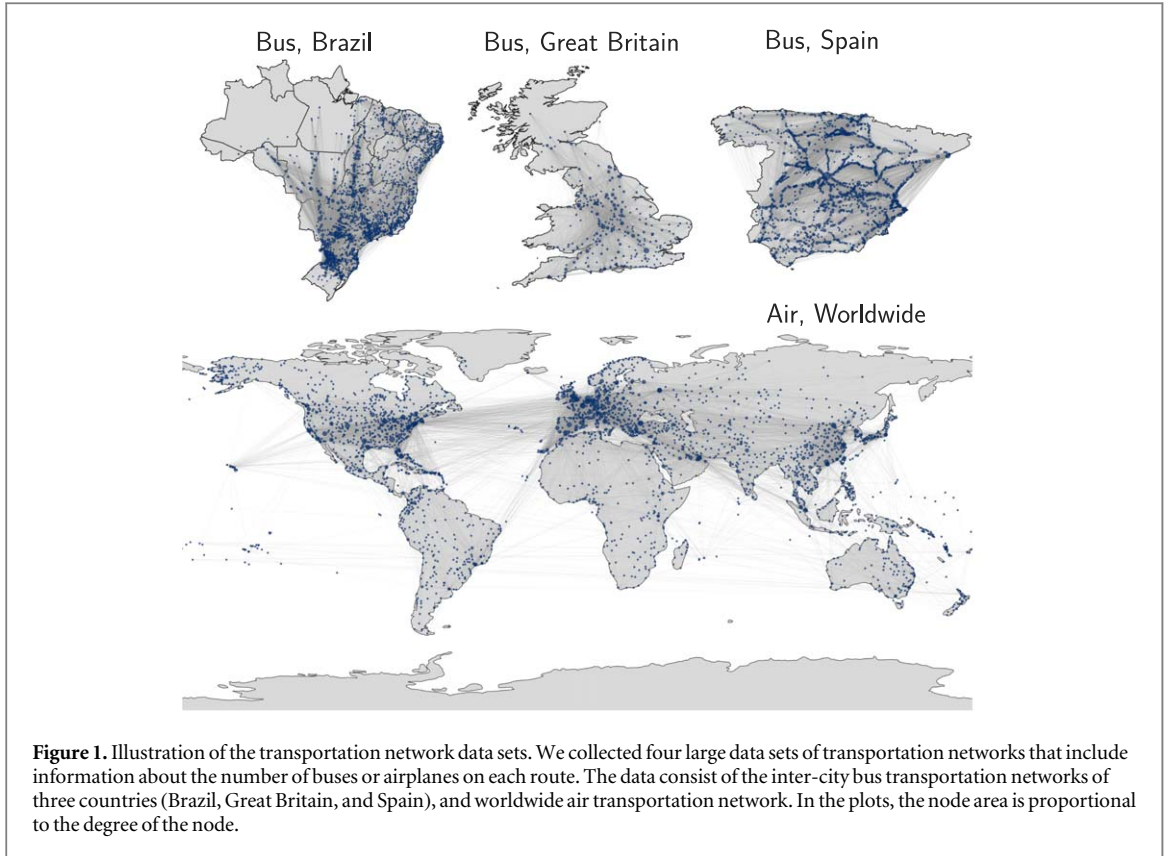 Bus, Brazil
Bus, Great Britain
Bus, Spain
Air, Worldwide
Figure 1. Illustration of the transportation network data sets. We collected four large data sets of transportation networks that include
information about the number of buses or airplanes on each route. The data consist of the inter-city bus transportation networks of
three countries (Brazil, Great Britain, and Spain), and worldwide air transportation network. In the plots, the node area is proportional
to the degree of the node.